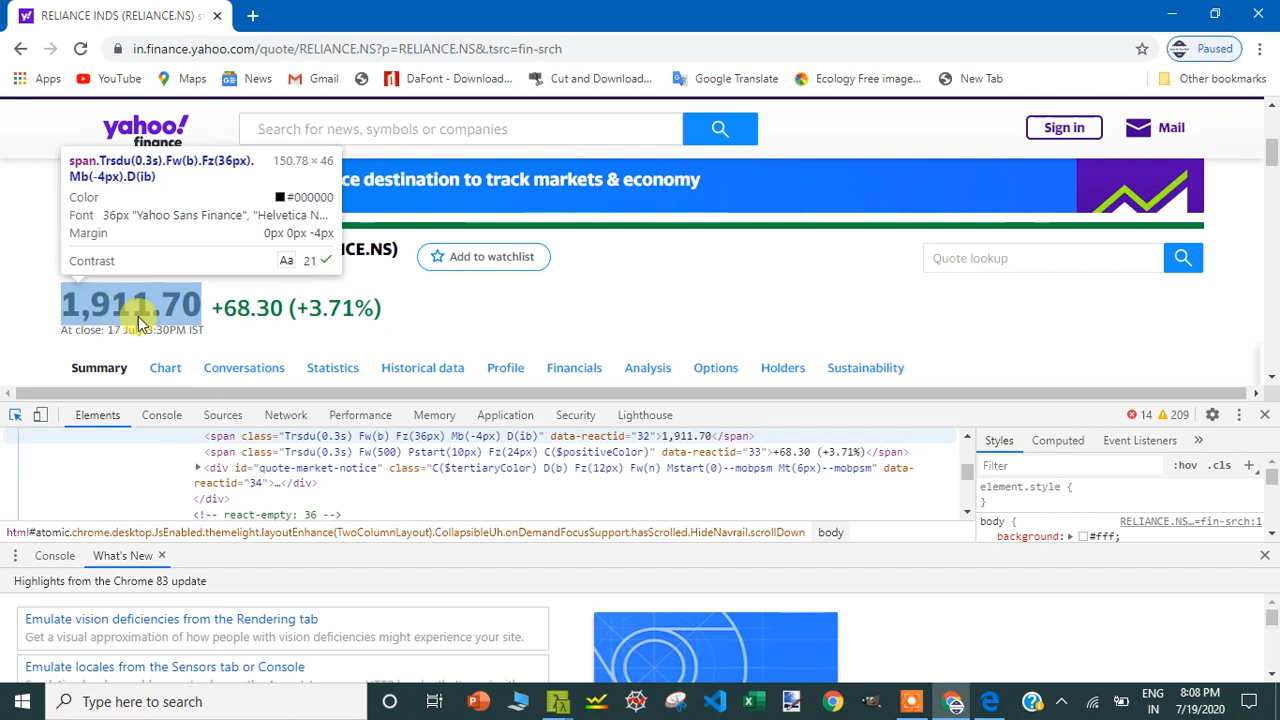 RELIANCE INDS (RELIANCE.NS) s
in.finance.yahoo.com/quote/RELIANCE.NS?p=RELIANCE.NS&.tsrc=fin-srch
Paused
Apps YouTube Maps News Gmail DaFont - Download... Cut and Download... Google Translate Ecology Free image... New Tab Other bookmarks
yahoo!
finance
Search for news, symbols or companies
Sign in
Mail
span.Trsdu(0.3s).Fw(b).Fz(36px).
Mb(-4px).D(ib)
150.78 × 46
Color #000000
Font 36px "Yahoo Sans Finance", "Helvetica N...
Margin 0px 0px -4px
Contrast Aa 21
ce destination to track markets & economy
CE.NS)
Add to watchlist
Quote lookup
1,911.70 +68.30 (+3.71%)
At close: 17 July 3:30PM IST
Summary Chart Conversations Statistics Historical data Profile Financials Analysis Options Holders Sustainability
Elements Console Sources Network Performance Memory Application Security Lighthouse 14 209
<span class="Trsdu(0.3s) Fw(b) Fz(36px) Mb(-4px) D(ib)" data-reactid="32">1,911.70</span>
<span class="Trsdu(0.3s) Fw(500) Pstart(10px) Fz(24px) C($positiveColor)" data-reactid="33">+68.30 (+3.71%)</span>
<div id="quote-market-notice" class="C($tertiaryColor) D(b) Fz(12px) Fw(n) Mstart(0)--mobpsm Mt(6px)--mobpsm" data-
reactid="34">…</div>
</div>
<!-- react-empty: 36 -->
html#atomic.chrome.desktop.JsEnabled.themelight.layoutEnhance(TwoColumnLayout).CollapsibleUh.onDemandFocusSupport.hasScrolled.HideNavrail.scrollDown body
Styles Computed Event Listeners »
Filter :hov .cls +
element.style {
}
body { RELIANCE.NS…=fin-srch:1
background: #fff;
Console What's New
Highlights from the Chrome 83 update
Emulate vision deficiencies from the Rendering tab
Get a visual approximation of how people with vision deficiencies might experience your site.
Emulate locales from the Sensors tab or Console
Type here to search
ENG
IN
8:08 PM
7/19/2020